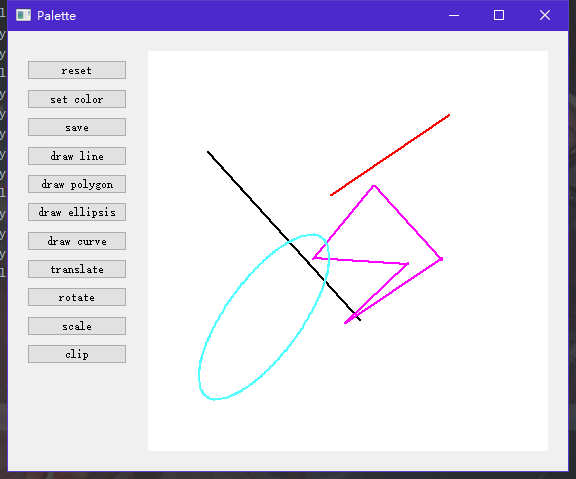 Palette
reset
set color
save
draw line
draw polygon
draw ellipsis
draw curve
translate
rotate
scale
clip